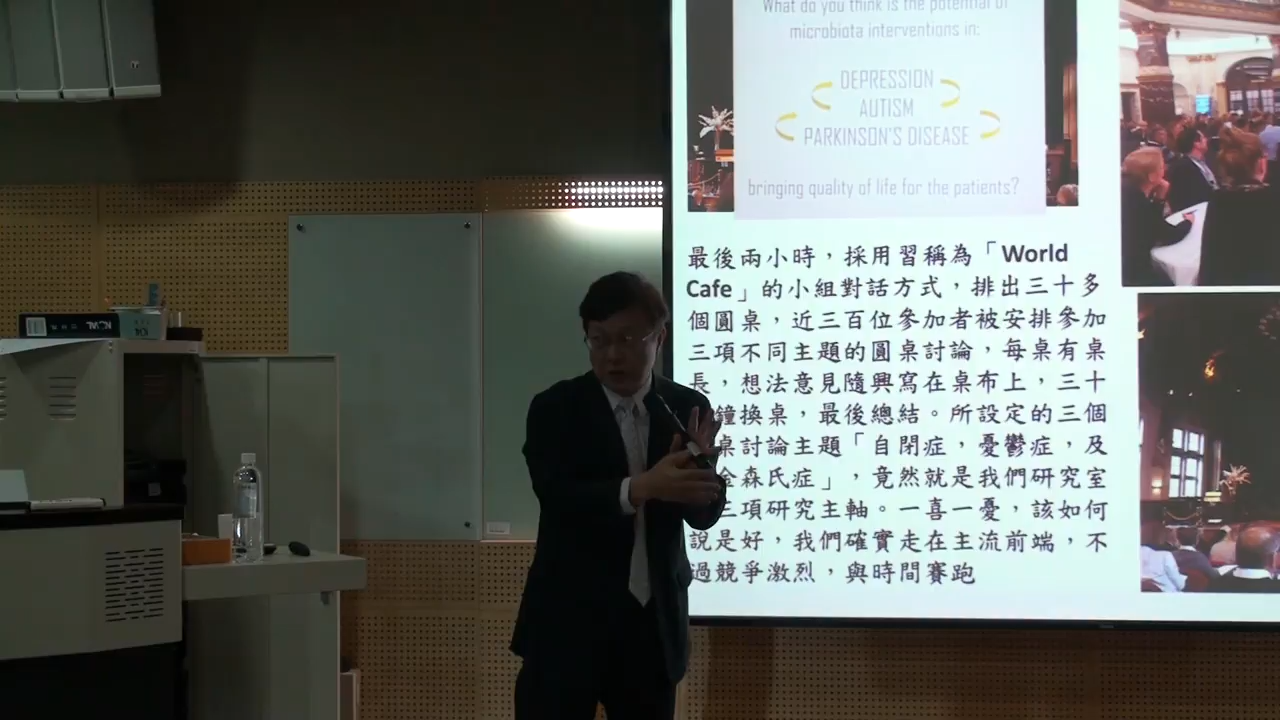 What do you think is the potential of
microbiota interventions in:
DEPRESSION
AUTISM
PARKINSON'S DISEASE
bringing quality of life for the patients?
最後兩小時，採用習稱為「World
Cafe」的小組對話方式，排出三十多
個圓桌，近三百位參加者被安排參加
三項不同主題的圓桌討論，每桌有桌
長，想法意見隨興寫在桌布上，三十
鐘換桌，最後總結。所設定的三個
桌討論主題「自閉症，憂鬱症，及
金森氏症」，竟然就是我們研究室
三項研究主軸。一喜一憂，該如何
說是好，我們確實走在主流前端，不
過競爭激烈，與時間賽跑